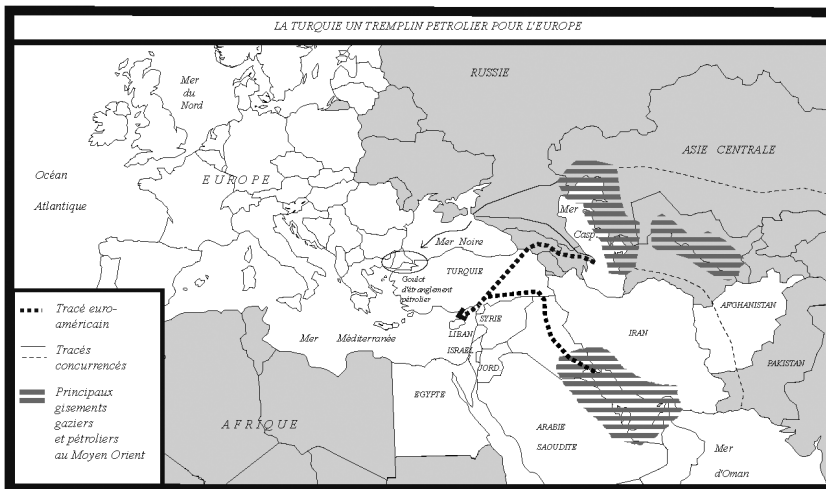 LA TURQUIE UN TREMPLIN PETROLIER POUR L'EUROPE
RUSSIE
Mer
du
Nord
ASIE CENTRALE
Océan
Atlantique
EUROPE
Mer
Casp.
Mer Noire
TURQUIE
Goulot
d'étranglement
pétrolier
AFGHANISTAN
SYRIE
LIBAN
IRAN
Mer Méditerranée
ISRAEL
JORD.
PAKISTAN
EGYPTE
AFRIQUE
ARABIE
SAOUDITE
Mer
d'Oman
Tracé euro-
américain
Tracés
concurrencés
Principaux
gisements
gaziers
et pétroliers
au Moyen Orient